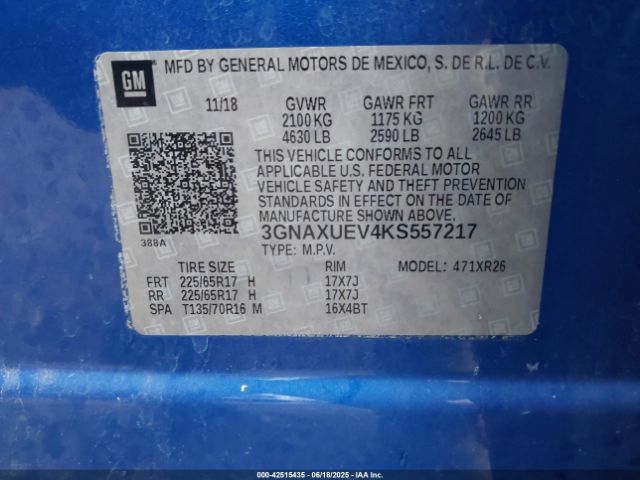 GM
MFD BY GENERAL MOTORS DE MEXICO, S. DE R.L. DE C.V.
11/18 GVWR GAWR FRT GAWR RR
2100 KG 1175 KG 1200 KG
4630 LB 2590 LB 2645 LB
THIS VEHICLE CONFORMS TO ALL
APPLICABLE U.S. FEDERAL MOTOR
VEHICLE SAFETY AND THEFT PREVENTION
STANDARDS IN EFFECT ON THE DATE OF
MANUFACTURE SHOWN ABOVE.
388A
3GNAXUEV4KS557217
TYPE: M.P.V.
TIRE SIZE RIM MODEL: 471XR26
FRT 225/65R17 H 17X7J
RR 225/65R17 H 17X7J
SPA T135/70R16 M 16X4BT
000-42515435 - 06/18/2025 - IAA Inc.